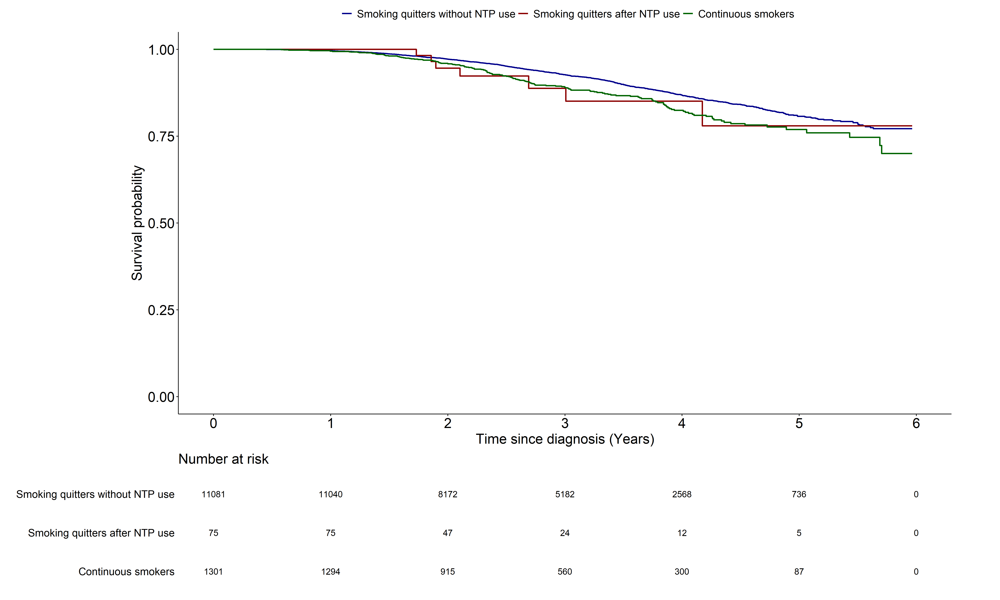 Smoking quitters without NTP use Smoking quitters after NTP use Continuous smokers
1.00
0.75
0.50
0.25
0.00
Survival probability
0 1 2 3 4 5 6
Time since diagnosis (Years)
Number at risk
Smoking quitters without NTP use 11081 11040 8172 5182 2568 736 0
Smoking quitters after NTP use 75 75 47 24 12 5 0
Continuous smokers 1301 1294 915 560 300 87 0